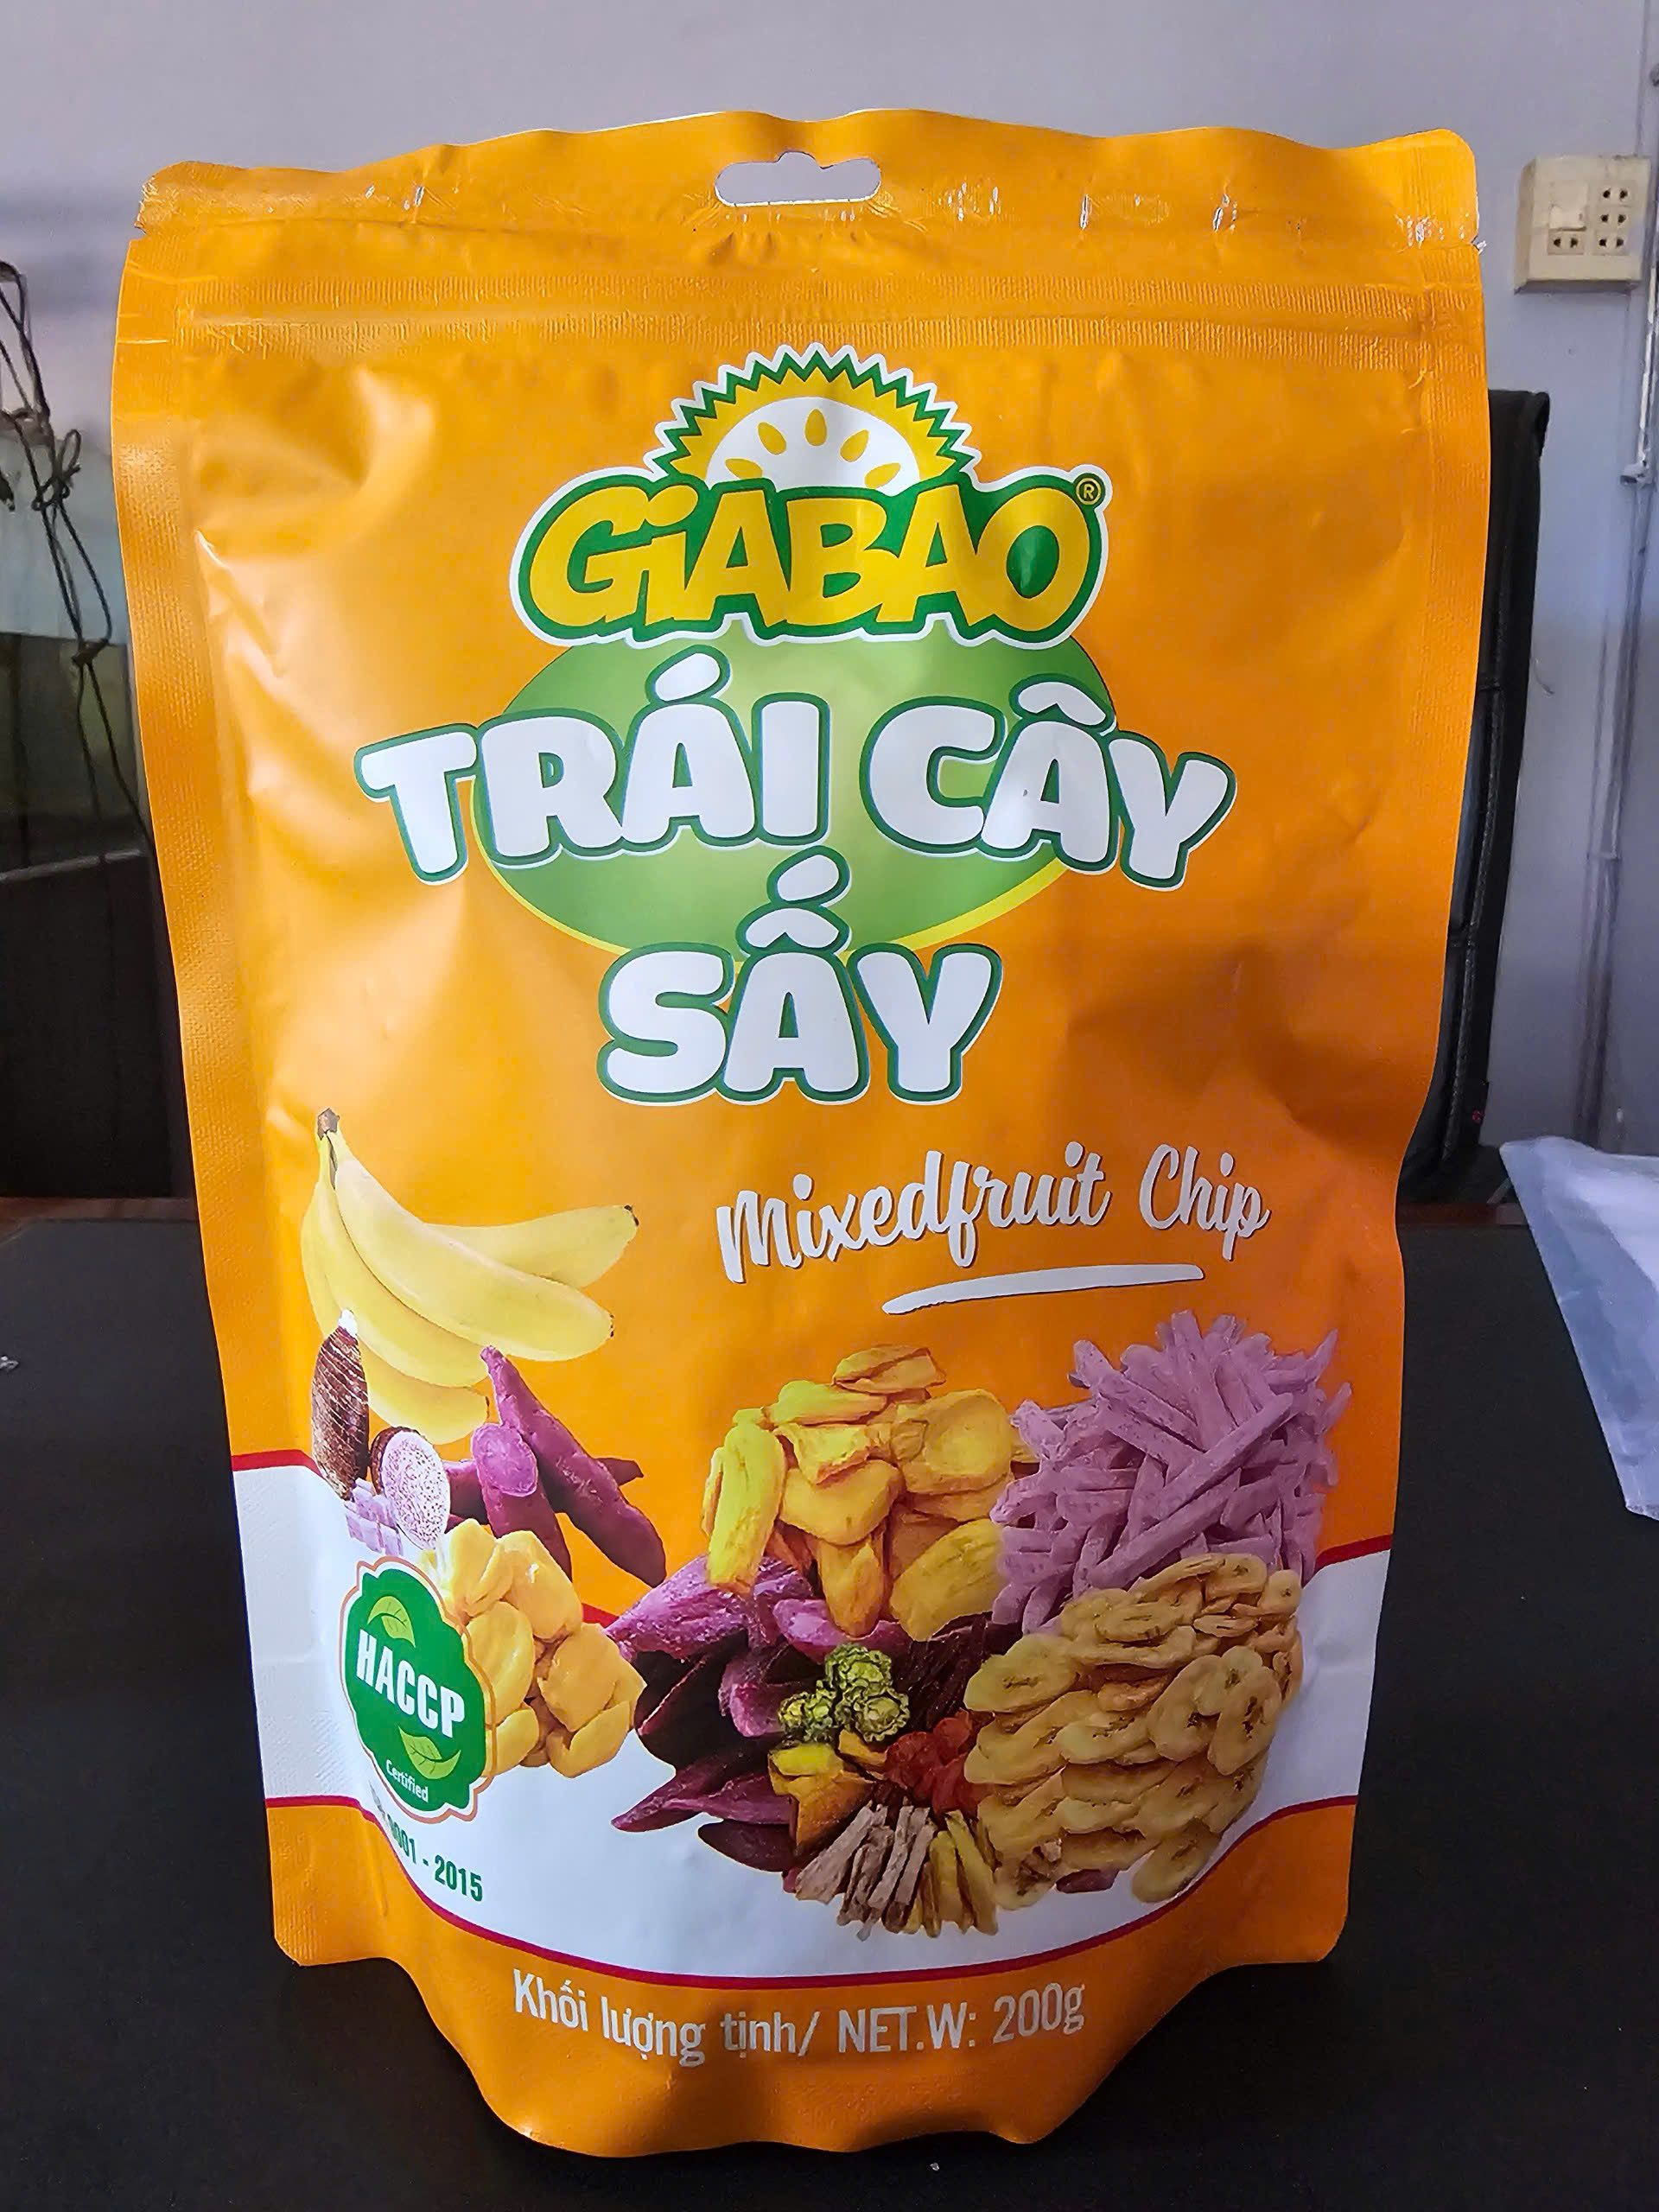 GiABAO®
TRÁI CÂY
SẤY
Mixedfruit Chip
HACCP
Certified
- 2015
Khối lượng tịnh/ NET.W: 200g